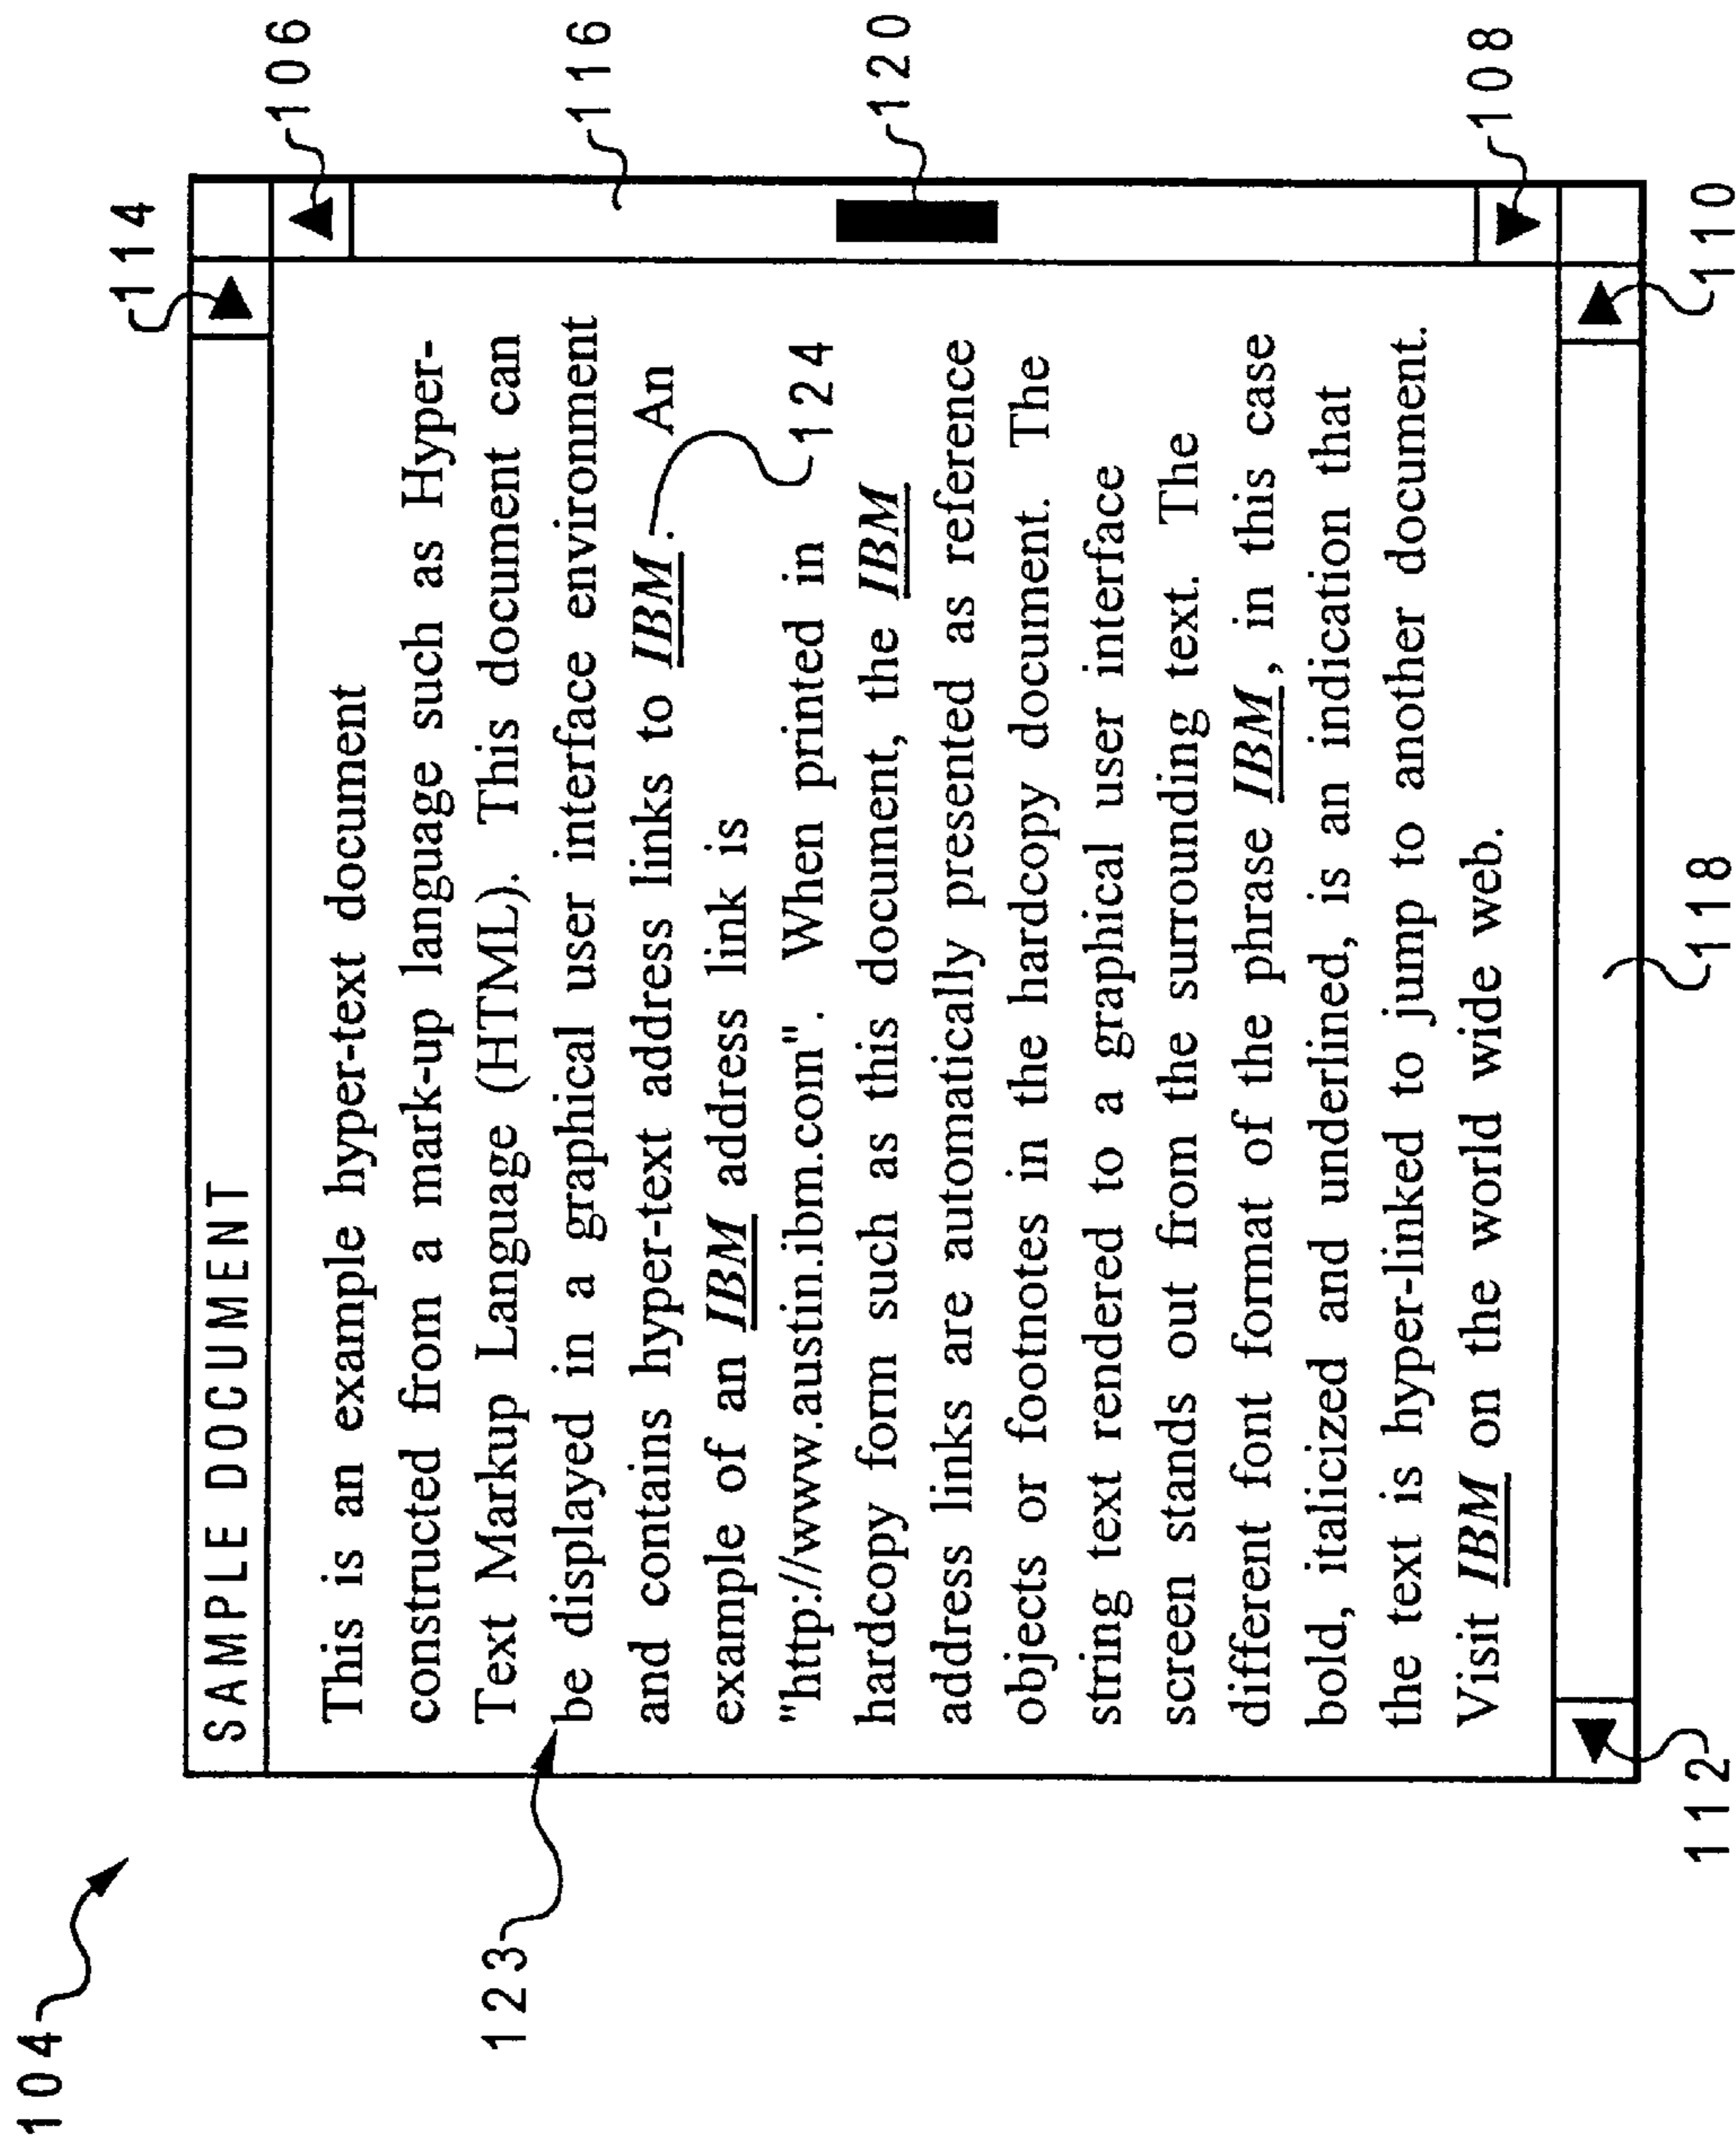 104
114
SAMPLE DOCUMENT
106
This is an example hyper-text document
constructed from a mark-up language such as Hyper-
Text Markup Language (HTML). This document can
123
be displayed in a graphical user interface environment
116
and contains hyper-text address links to IBM. An
example of an IBM address link is
124
"http://www.austin.ibm.com". When printed in
hardcopy form such as this document, the IBM
120
address links are automatically presented as reference
objects or footnotes in the hardcopy document. The
string text rendered to a graphical user interface
screen stands out from the surrounding text. The
different font format of the phrase IBM, in this case
bold, italicized and underlined, is an indication that
the text is hyper-linked to jump to another document.
Visit IBM on the world wide web.
108
112
118
110